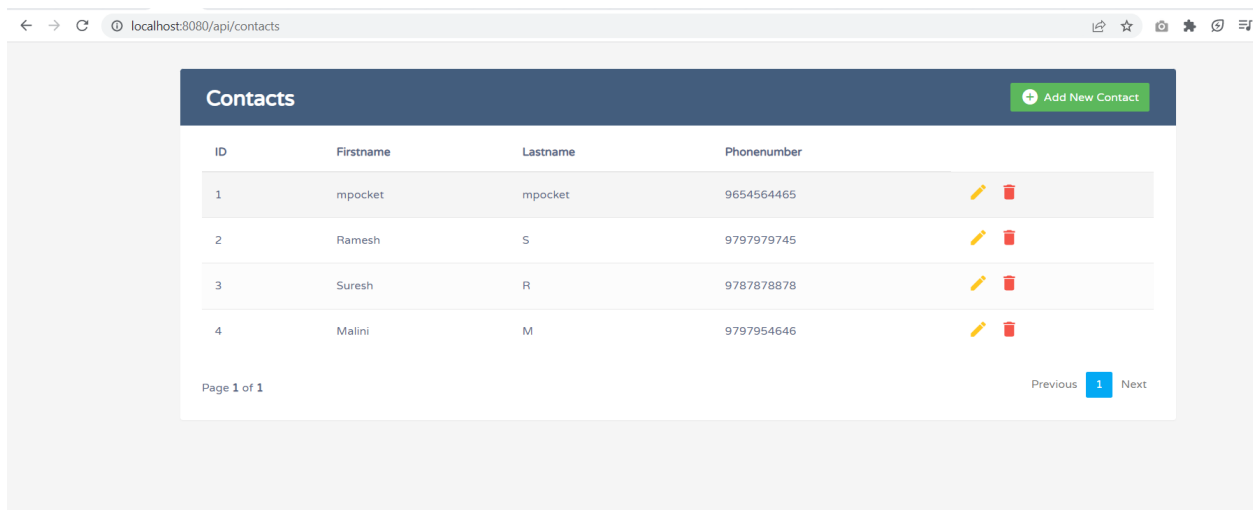 localhost:8080/api/contacts
Contacts Add New Contact
ID Firstname Lastname Phonenumber
1 mpocket mpocket 9654564465
2 Ramesh S 9797979745
3 Suresh R 9787878878
4 Malini M 9797954646
Page 1 of 1 Previous 1 Next